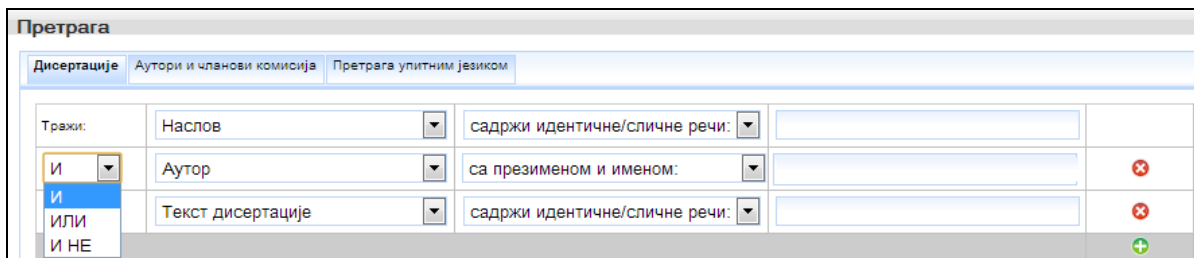 Претрага
Дисертације Аутори и чланови комисија Претрага упитним језиком
Тражи: Наслов садржи идентичне/сличне речи:
И Аутор са презименом и именом:
И
ИЛИ Текст дисертације садржи идентичне/сличне речи:
И НЕ